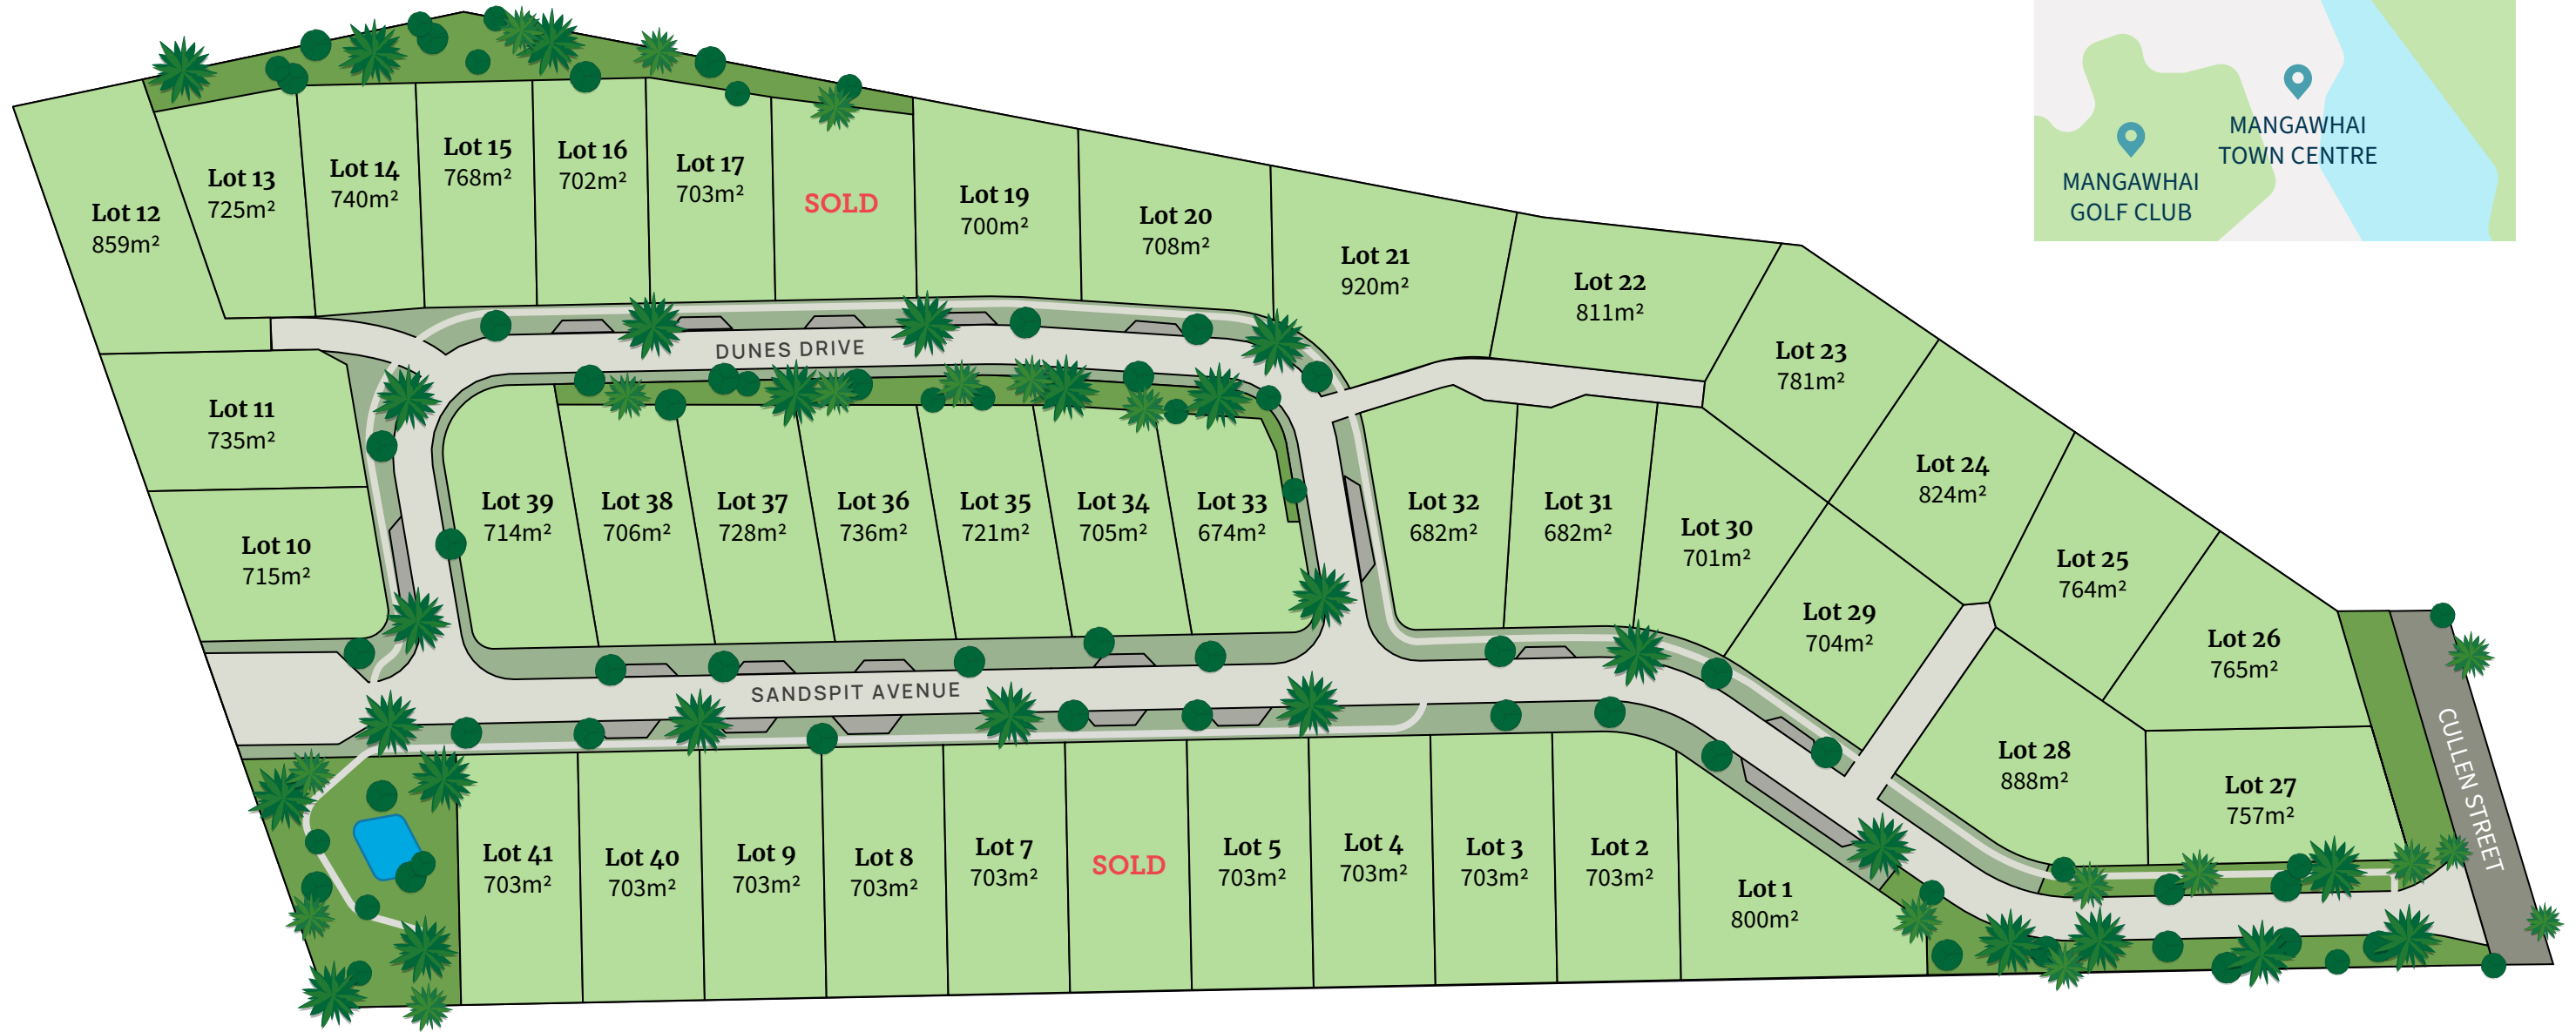 MANGAWHAI
TOWN CENTRE
MANGAWHAI
GOLF CLUB
Lot 12
859m²
Lot 13
725m²
Lot 14
740m²
Lot 15
768m²
Lot 16
702m²
Lot 17
703m²
SOLD
Lot 19
700m²
Lot 20
708m²
Lot 21
920m²
Lot 22
811m²
Lot 23
781m²
Lot 24
824m²
Lot 25
764m²
Lot 26
765m²
DUNES DRIVE
Lot 11
735m²
Lot 10
715m²
Lot 39
714m²
Lot 38
706m²
Lot 37
728m²
Lot 36
736m²
Lot 35
721m²
Lot 34
705m²
Lot 33
674m²
Lot 32
682m²
Lot 31
682m²
Lot 30
701m²
Lot 29
704m²
Lot 28
888m²
Lot 27
757m²
CULLEN STREET
SANDSPIT AVENUE
Lot 41
703m²
Lot 40
703m²
Lot 9
703m²
Lot 8
703m²
Lot 7
703m²
SOLD
Lot 5
703m²
Lot 4
703m²
Lot 3
703m²
Lot 2
703m²
Lot 1
800m²